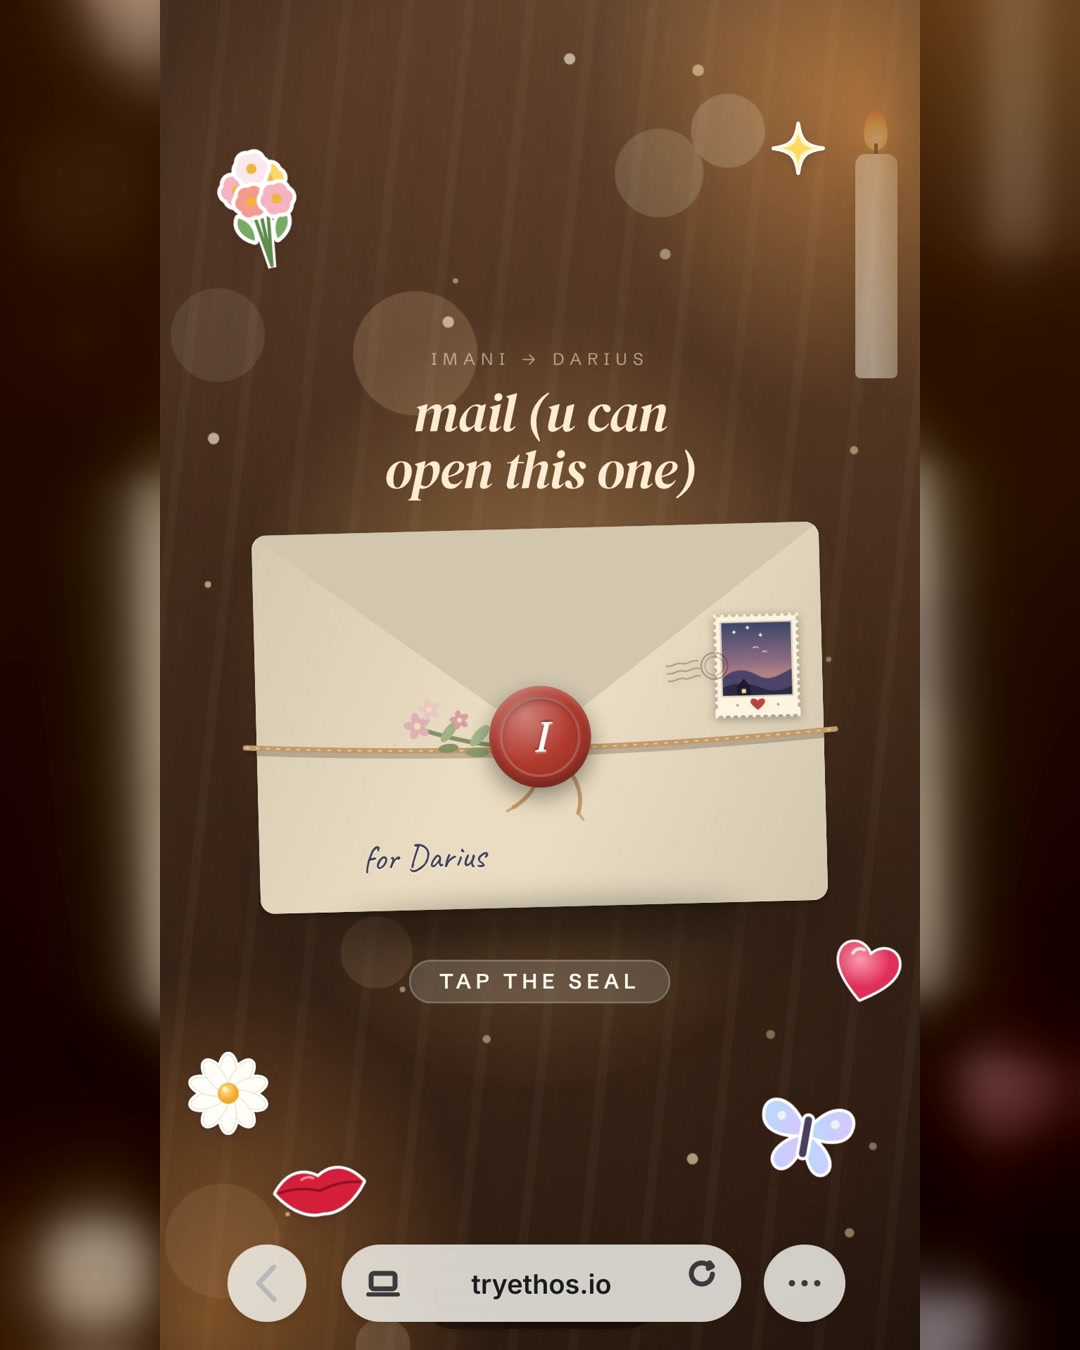 IMANI → DARIUS
mail (u can
open this one)
I
for Darius
TAP THE SEAL
tryethos.io